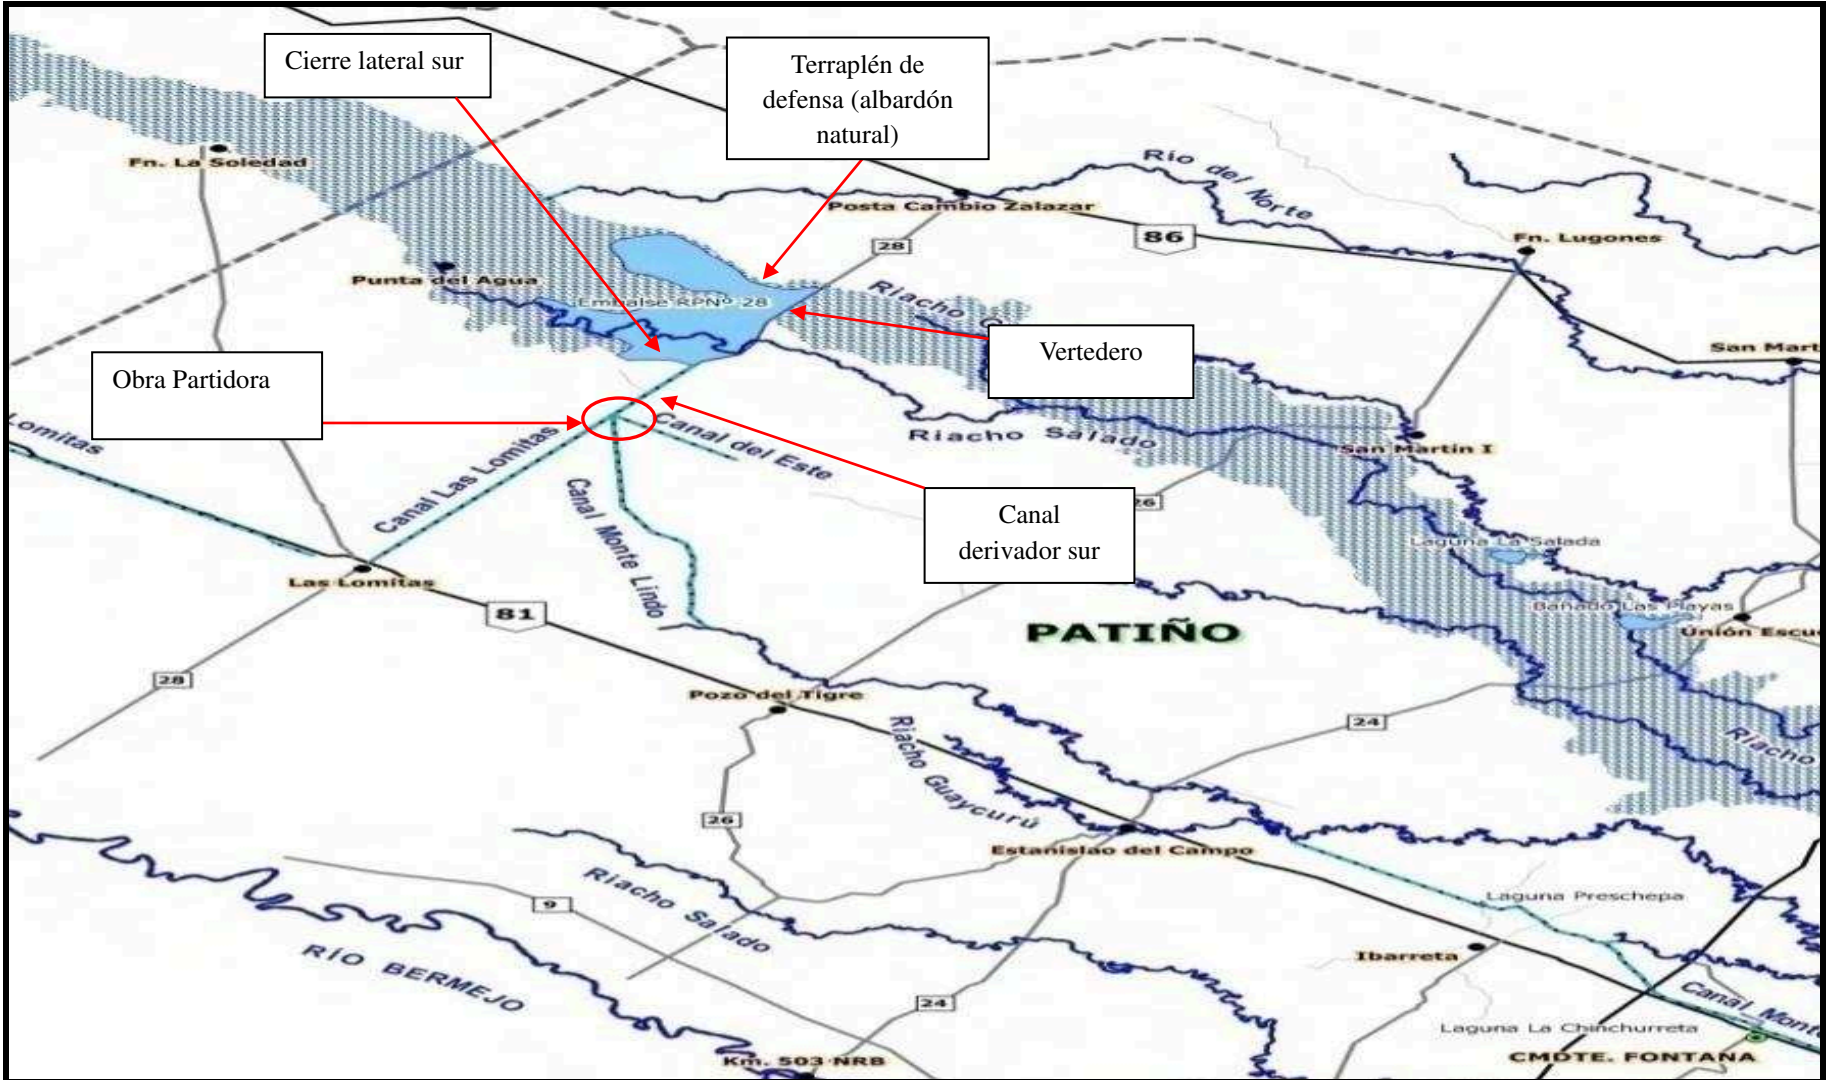 Cierre lateral sur
Terraplén de
defensa (albardón
natural)
Fn. La Soledad
Río del Norte
Posta Cambio Zalazar
28
86
Fn. Lugones
Punta del Agua
Embalse RPNº 28
Riacho
Vertedero
San Mart
Obra Partidora
Lomitas
Canal Las Lomitas
Canal del Este
Canal Monte Lindo
Riacho Salado
San Martín I
Canal
derivador sur
26
Laguna La Salada
Las Lomitas
81
Bañado Las Playas
PATIÑO
Unión Escu
28
Pozo del Tigre
Riacho Guaycurú
24
Riacho
26
Estanislao del Campo
Riacho Salado
9
Laguna Preschepa
RÍO BERMEJO
Ibarreta
24
Canal Mont
Laguna La Chinchurreta
Km. 503 NRB
CMDTE. FONTANA